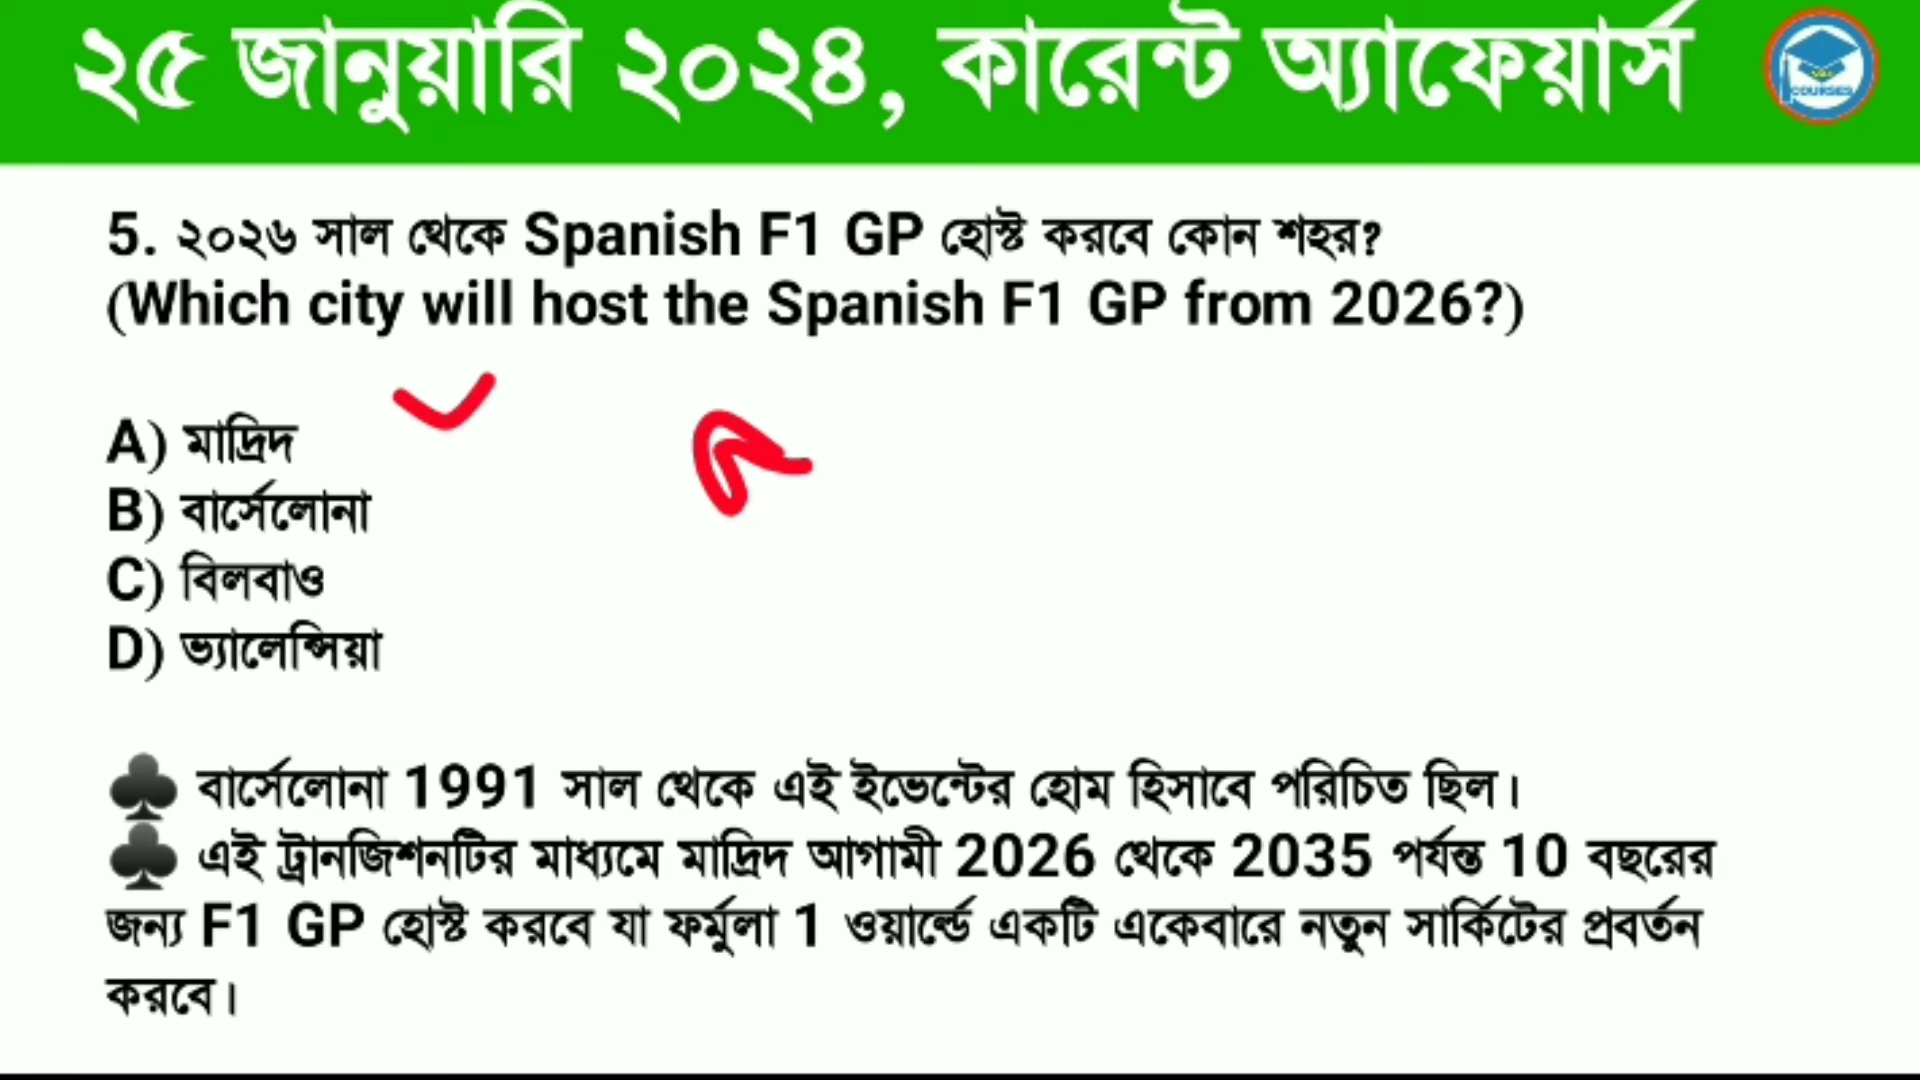 ২৫ জানুয়ারি ২০২৪, কারেন্ট অ্যাফেয়ার্স
COURSES
5. ২০২৬ সাল থেকে Spanish F1 GP হোস্ট করবে কোন শহর?
(Which city will host the Spanish F1 GP from 2026?)
A) মাদ্রিদ
B) বার্সেলোনা
C) বিলবাও
D) ভ্যালেন্সিয়া
♣ বার্সেলোনা 1991 সাল থেকে এই ইভেন্টের হোম হিসাবে পরিচিত ছিল।
♣ এই ট্রানজিশনটির মাধ্যমে মাদ্রিদ আগামী 2026 থেকে 2035 পর্যন্ত 10 বছরের
জন্য F1 GP হোস্ট করবে যা ফর্মুলা 1 ওয়ার্ল্ডে একটি একেবারে নতুন সার্কিটের প্রবর্তন
করবে।